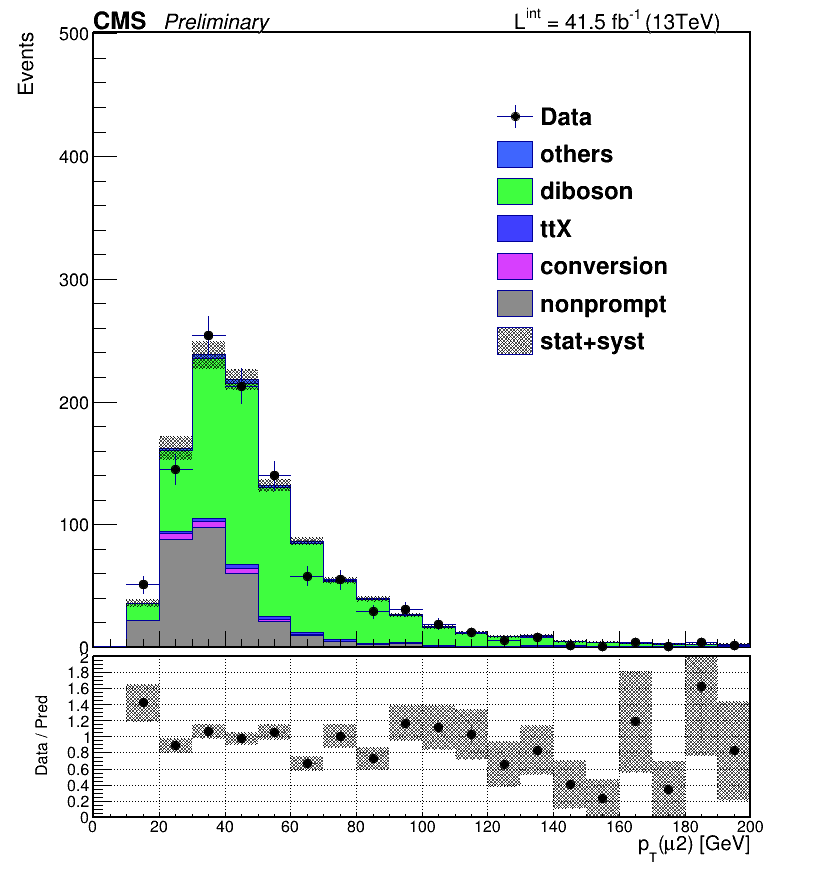 CMS Preliminary L^int = 41.5 fb^-1 (13TeV)
Events
500
400
300
200
100
0
Data
others
diboson
ttX
conversion
nonprompt
stat+syst
Data / Pred
2
1.8
1.6
1.4
1.2
1
0.8
0.6
0.4
0.2
0
0 20 40 60 80 100 120 140 160 180 200
p_T(μ2) [GeV]